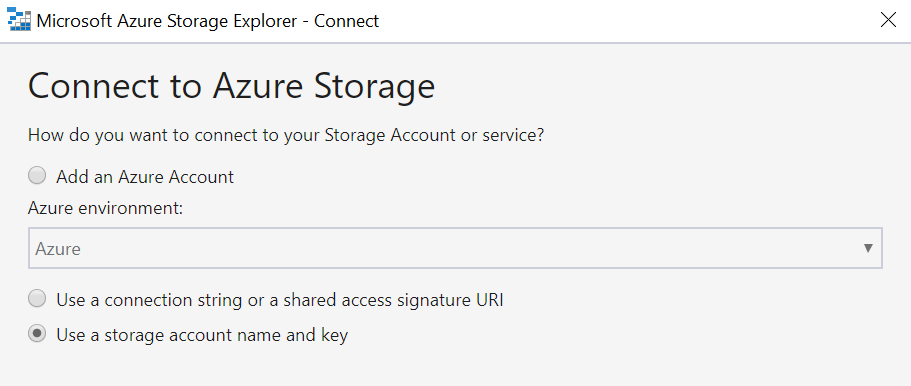 Microsoft Azure Storage Explorer - Connect
Connect to Azure Storage
How do you want to connect to your Storage Account or service?
Add an Azure Account
Azure environment:
Azure
Use a connection string or a shared access signature URI
Use a storage account name and key